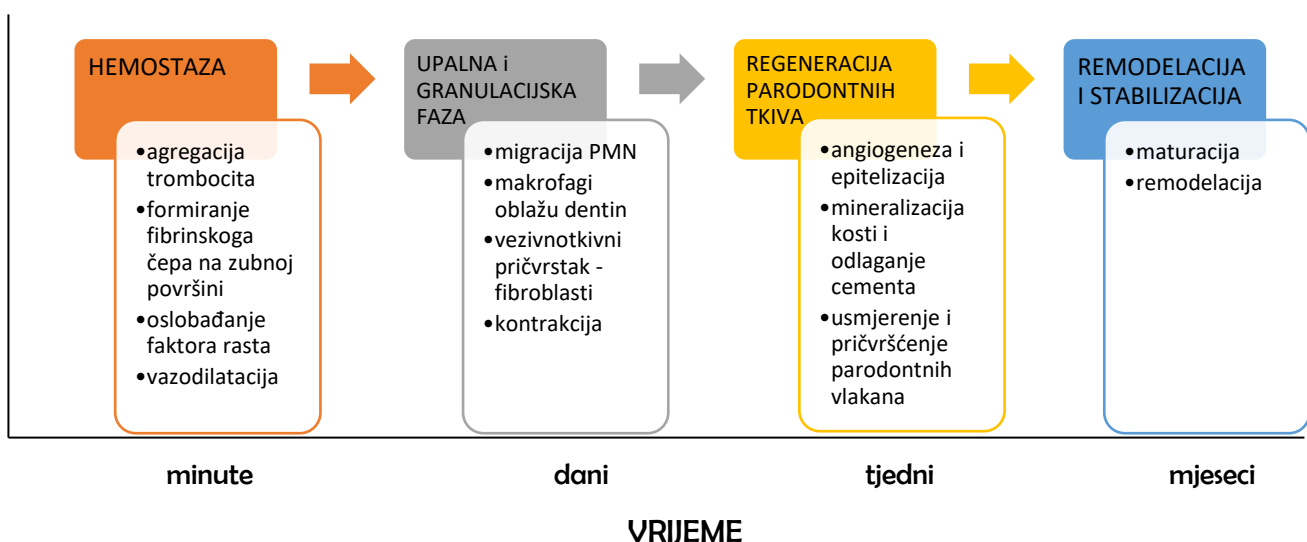 HEMOSTAZA
•agregacija
trombocita
•formiranje
fibrinskoga
čepa na zubnoj
površini
•oslobađanje
faktora rasta
•vazodilatacija
UPALNA i
GRANULACIJSKA
FAZA
•migracija PMN
•makrofagi
oblažu dentin
•vezivnotkivni
pričvrstak -
fibroblasti
•kontrakcija
REGENERACIJA
PARODONTNIH
TKIVA
•angiogeneza i
epitelizacija
•mineralizacija
kosti i
odlaganje
cementa
•usmjerenje i
pričvršćenje
parodontnih
vlakana
REMODELACIJA
I STABILIZACIJA
•maturacija
•remodelacija
minute
dani
tjedni
mjeseci
VRIJEME